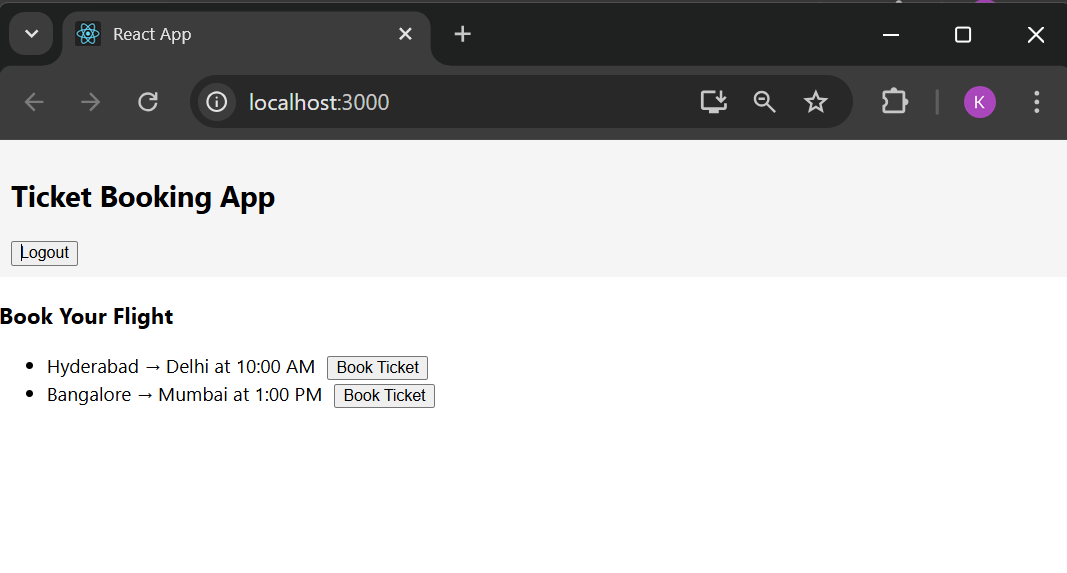 React App
localhost:3000
K
Ticket Booking App
Logout
Book Your Flight
Hyderabad → Delhi at 10:00 AM Book Ticket
Bangalore → Mumbai at 1:00 PM Book Ticket